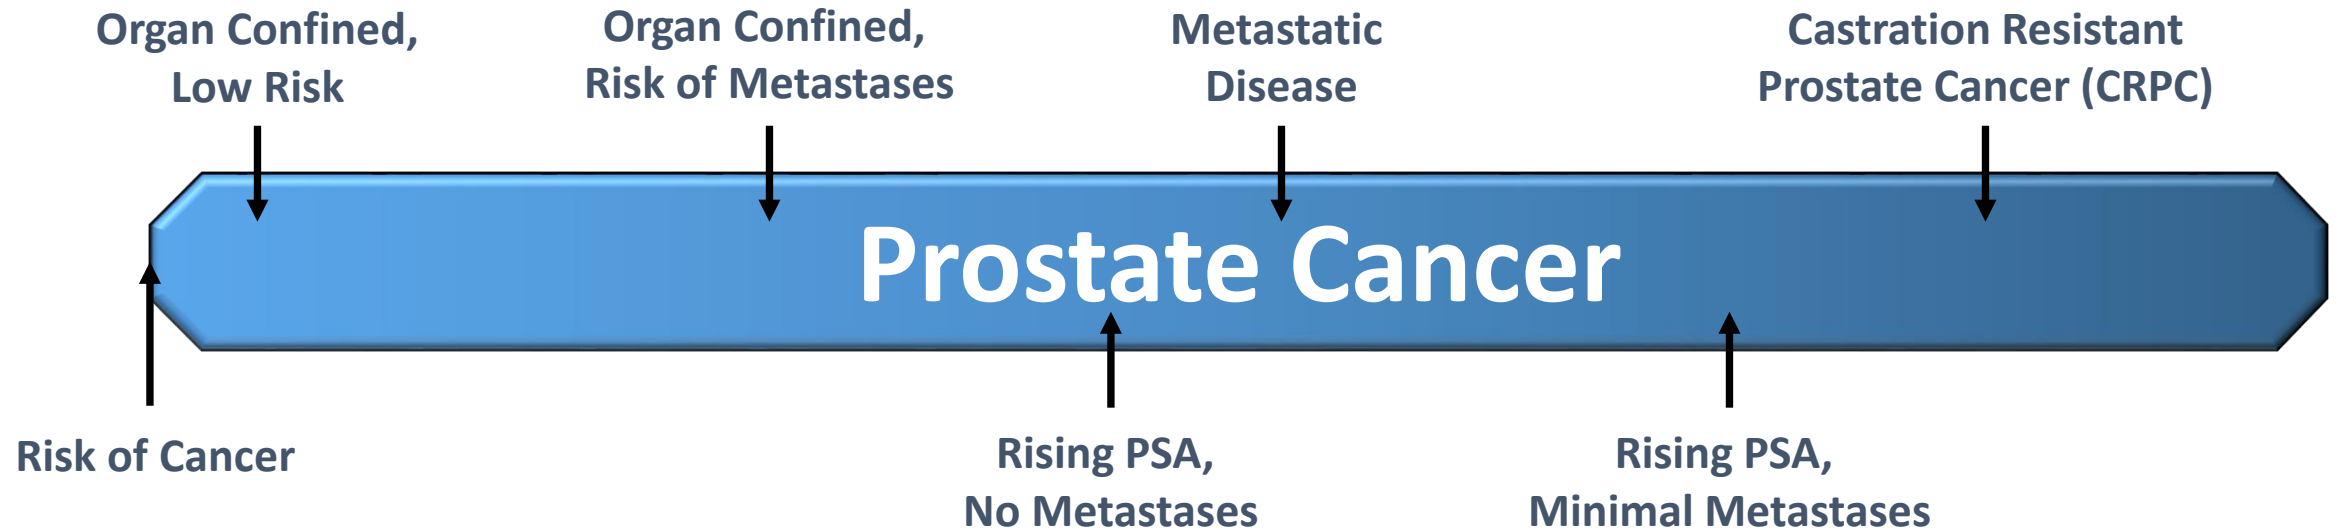 Organ Confined,
Low Risk
Organ Confined,
Risk of Metastases
Metastatic
Disease
Castration Resistant
Prostate Cancer (CRPC)
Prostate Cancer
Risk of Cancer
Rising PSA,
No Metastases
Rising PSA,
Minimal Metastases